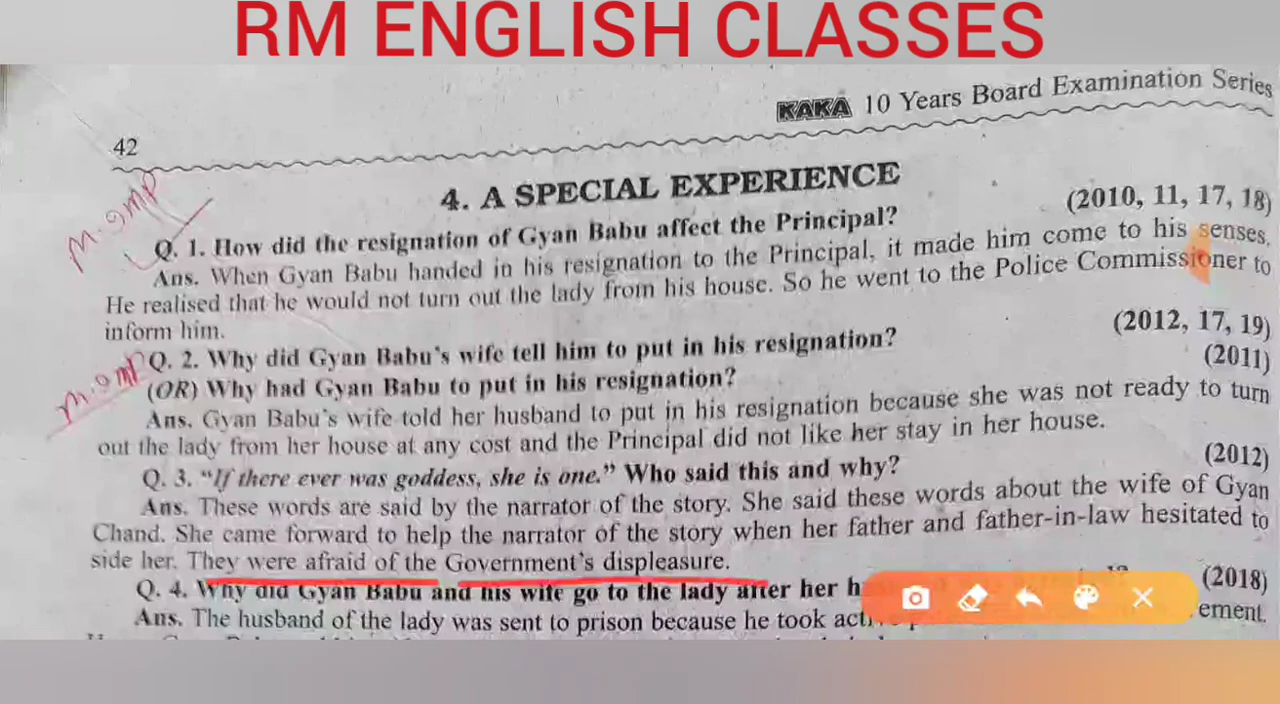 RM ENGLISH CLASSES
KAKA 10 Years Board Examination Series
42
4. A SPECIAL EXPERIENCE
M.9MP
Q. 1. How did the resignation of Gyan Babu affect the Principal? (2010, 11, 17, 18)
Ans. When Gyan Babu handed in his resignation to the Principal, it made him come to his senses.
He realised that he would not turn out the lady from his house. So he went to the Police Commissioner to
inform him.
M.9MP Q. 2. Why did Gyan Babu's wife tell him to put in his resignation? (2012, 17, 19)
(OR) Why had Gyan Babu to put in his resignation? (2011)
Ans. Gyan Babu's wife told her husband to put in his resignation because she was not ready to turn
out the lady from her house at any cost and the Principal did not like her stay in her house.
Q. 3. “If there ever was goddess, she is one.” Who said this and why? (2012)
Ans. These words are said by the narrator of the story. She said these words about the wife of Gyan
Chand. She came forward to help the narrator of the story when her father and father-in-law hesitated to
side her. They were afraid of the Government's displeasure.
Q. 4. Why did Gyan Babu and his wife go to the lady after her (2018)
Ans. The husband of the lady was sent to prison because he took